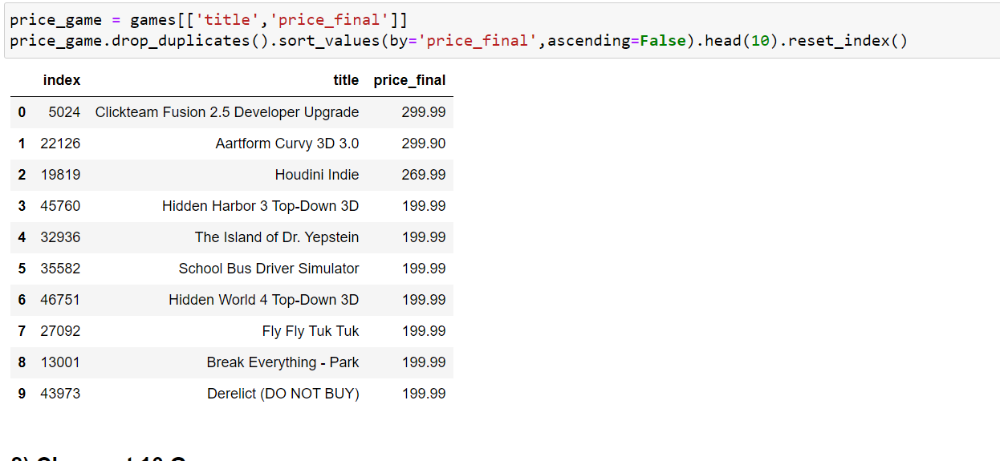 price_game = games[['title','price_final']]
price_game.drop_duplicates().sort_values(by='price_final',ascending=False).head(10).reset_index()
index title price_final
0 5024 Clickteam Fusion 2.5 Developer Upgrade 299.99
1 22126 Aartform Curvy 3D 3.0 299.90
2 19819 Houdini Indie 269.99
3 45760 Hidden Harbor 3 Top-Down 3D 199.99
4 32936 The Island of Dr. Yepstein 199.99
5 35582 School Bus Driver Simulator 199.99
6 46751 Hidden World 4 Top-Down 3D 199.99
7 27092 Fly Fly Tuk Tuk 199.99
8 13001 Break Everything - Park 199.99
9 43973 Derelict (DO NOT BUY) 199.99